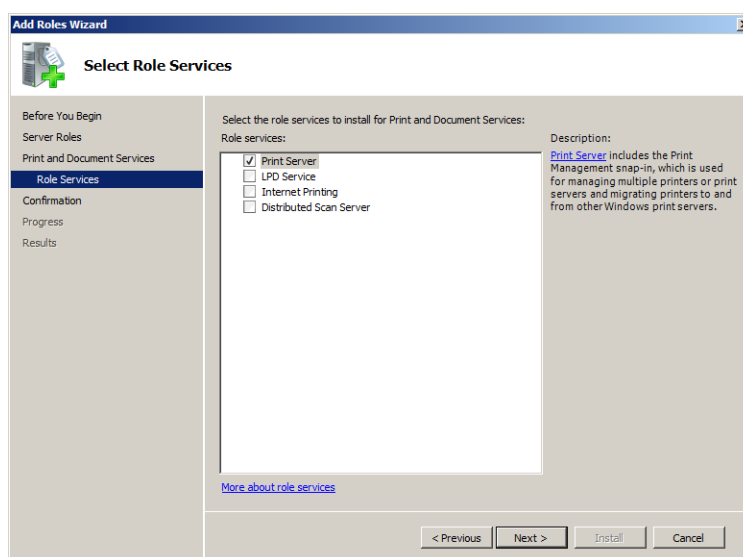 Add Roles Wizard
Select Role Services
Before You Begin
Server Roles
Print and Document Services
Role Services
Confirmation
Progress
Results
Select the role services to install for Print and Document Services:
Role services:
Print Server
LPD Service
Internet Printing
Distributed Scan Server
More about role services
Description:
Print Server includes the Print
Management snap-in, which is used
for managing multiple printers or print
servers and migrating printers to and
from other Windows print servers.
< Previous
Next >
Install
Cancel